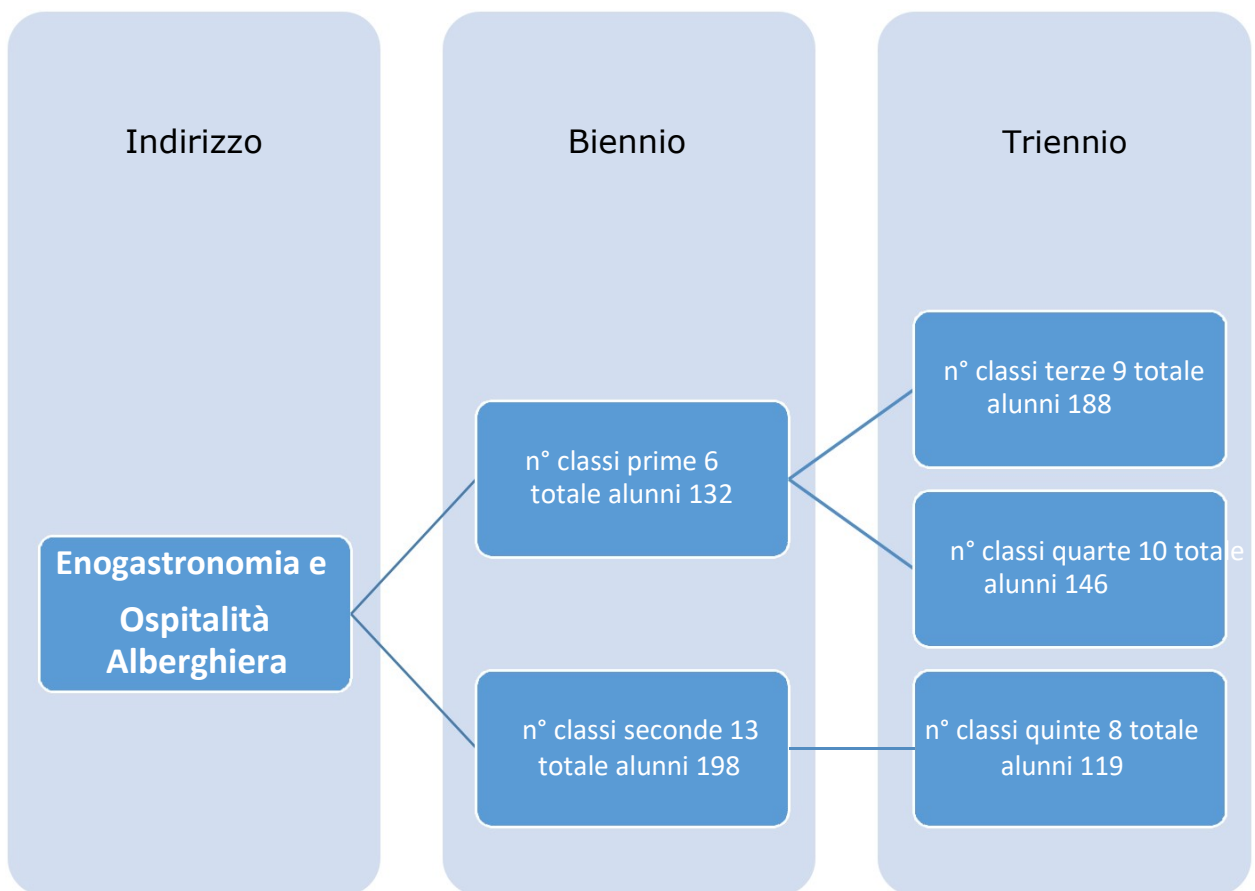 Indirizzo
Biennio
Triennio
Enogastronomia e
Ospitalità
Alberghiera
n° classi prime 6
totale alunni 132
n° classi seconde 13
totale alunni 198
n° classi terze 9 totale
alunni 188
n° classi quarte 10 totale
alunni 146
n° classi quinte 8 totale
alunni 119